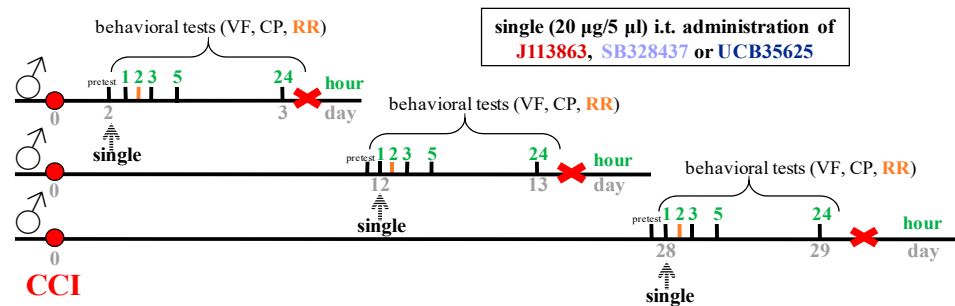 behavioral tests (VF, CP, RR)
single (20 µg/5 µl) i.t. administration of
J113863, SB328437 or UCB35625
pretest 1 2 3 5 24 hour
0 2 3 day
single
behavioral tests (VF, CP, RR)
pretest 1 2 3 5 24 hour
0 12 13 day
single
behavioral tests (VF, CP, RR)
pretest 1 2 3 5 24 hour
0 28 29 day
CCI
single